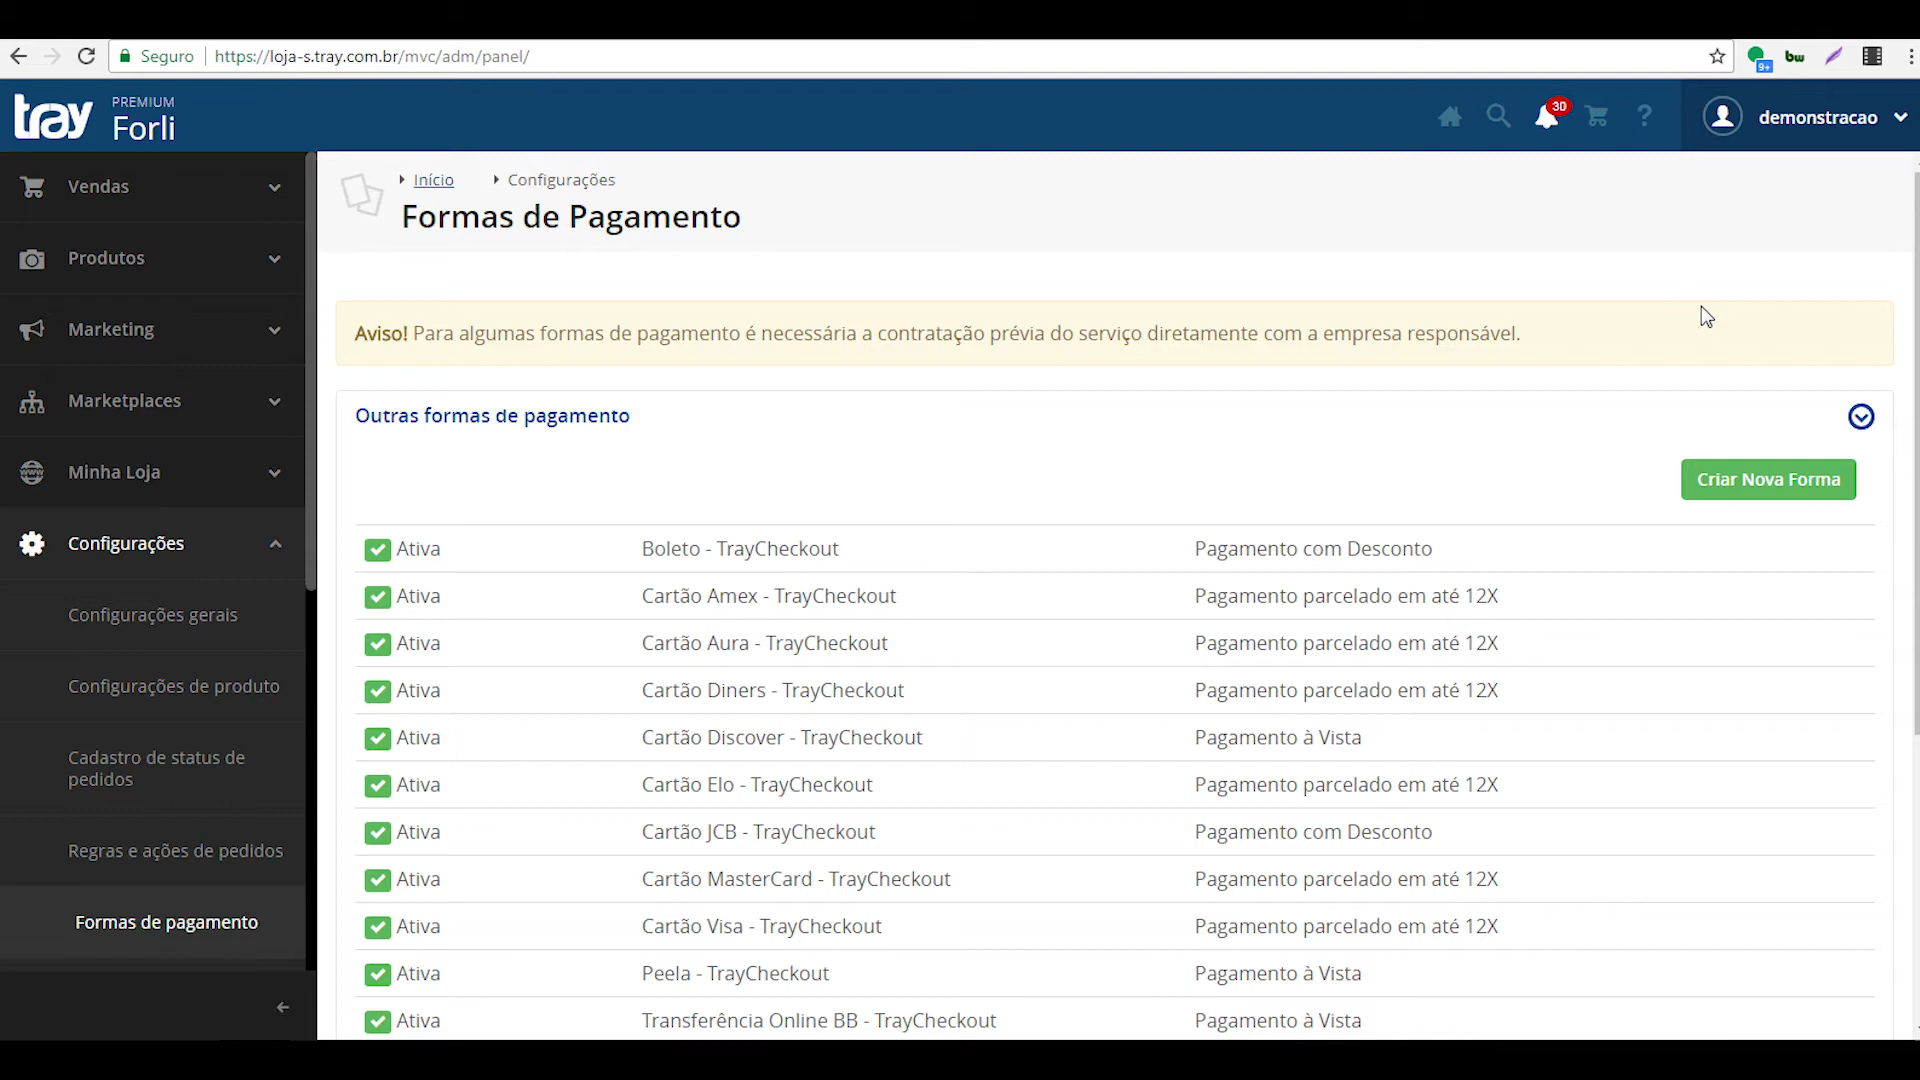 Seguro
https://loja-s.tray.com.br/mvc/adm/panel/
9+
bw
tray
PREMIUM
Forli
30
?
demonstracao
Vendas
Produtos
Marketing
Marketplaces
Minha Loja
Configurações
Configurações gerais
Configurações de produto
Cadastro de status de
pedidos
Regras e ações de pedidos
Formas de pagamento
Início
Configurações
Formas de Pagamento
Aviso! Para algumas formas de pagamento é necessária a contratação prévia do serviço diretamente com a empresa responsável.
Outras formas de pagamento
Criar Nova Forma
Ativa Boleto - TrayCheckout Pagamento com Desconto
Ativa Cartão Amex - TrayCheckout Pagamento parcelado em até 12X
Ativa Cartão Aura - TrayCheckout Pagamento parcelado em até 12X
Ativa Cartão Diners - TrayCheckout Pagamento parcelado em até 12X
Ativa Cartão Discover - TrayCheckout Pagamento à Vista
Ativa Cartão Elo - TrayCheckout Pagamento parcelado em até 12X
Ativa Cartão JCB - TrayCheckout Pagamento com Desconto
Ativa Cartão MasterCard - TrayCheckout Pagamento parcelado em até 12X
Ativa Cartão Visa - TrayCheckout Pagamento parcelado em até 12X
Ativa Peela - TrayCheckout Pagamento à Vista
Ativa Transferência Online BB - TrayCheckout Pagamento à Vista